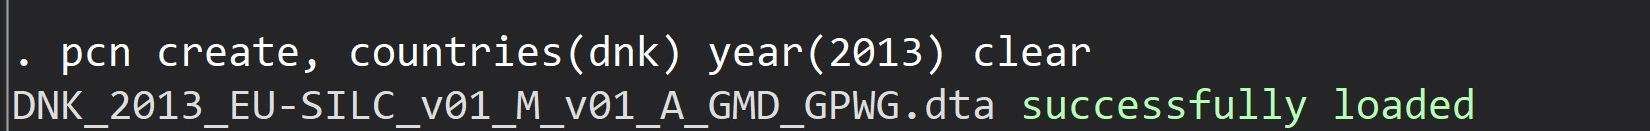 . pcn create, countries(dnk) year(2013) clear
DNK_2013_EU-SILC_v01_M_v01_A_GMD_GPWG.dta successfully loaded